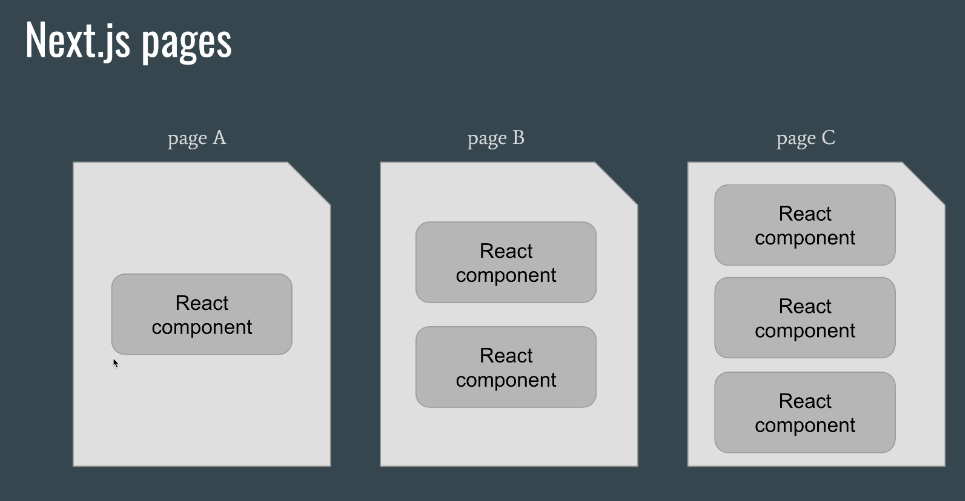 Next.js pages
page A
React
component
page B
React
component
React
component
page C
React
component
React
component
React
component